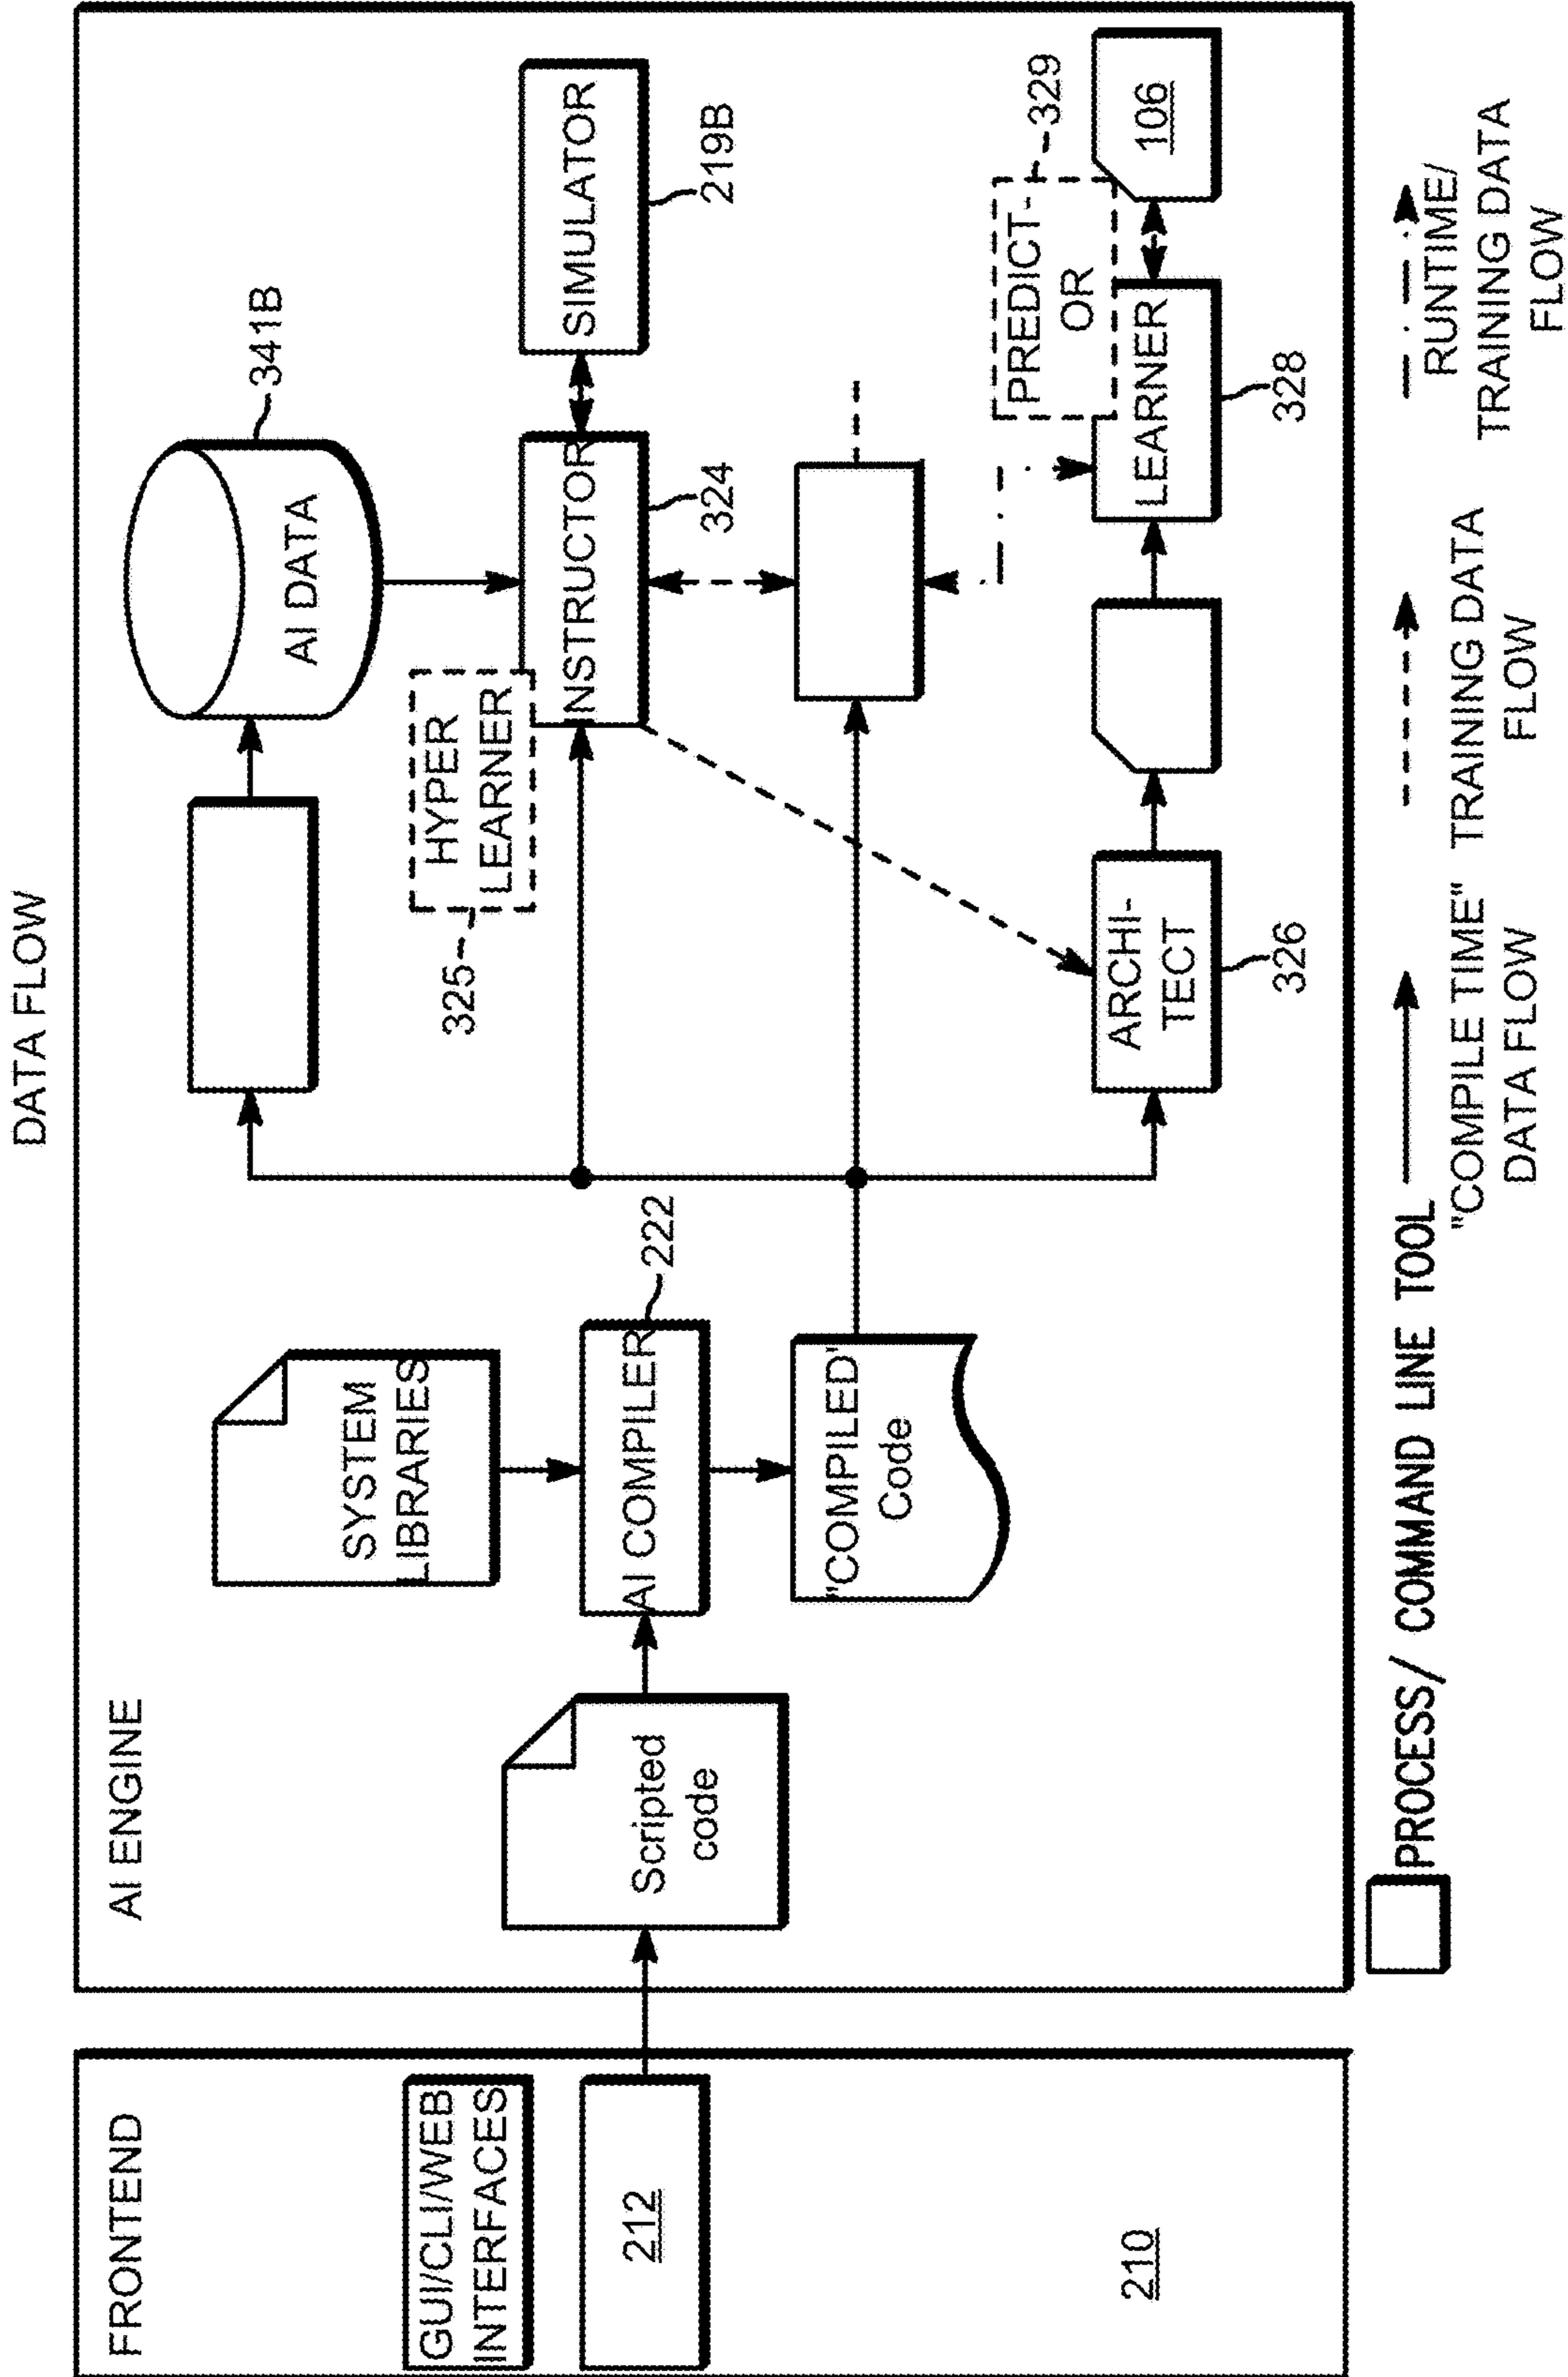 DATA FLOW
FRONTEND
GUI/CLI/WEB
INTERFACES
212
210
AI ENGINE
Scripted
code
SYSTEM
LIBRARIES
AI COMPILER
222
"COMPILED"
Code
AI DATA
341B
HYPER
LEARNER
325
INSTRUCTOR
324
SIMULATOR
219B
ARCHI-
TECT
326
PREDICT-
OR
329
LEARNER
328
106
PROCESS/ COMMAND LINE TOOL
"COMPILE TIME"
DATA FLOW
TRAINING DATA
FLOW
RUNTIME/
TRAINING DATA
FLOW